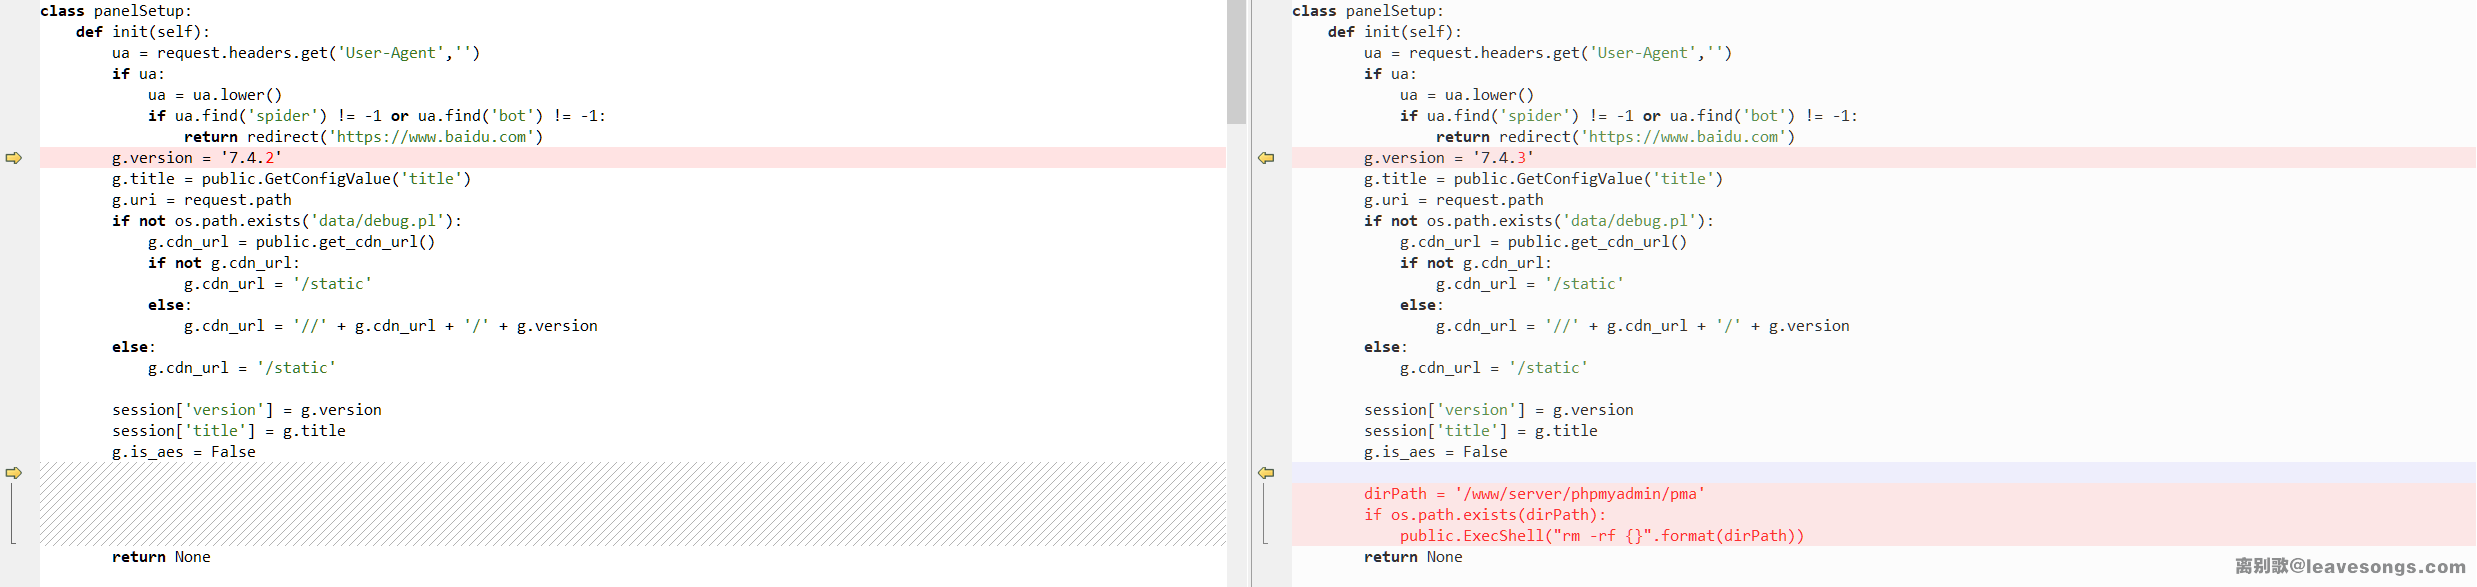 class panelSetup:
    def init(self):
        ua = request.headers.get('User-Agent','')
        if ua:
            ua = ua.lower()
            if ua.find('spider') != -1 or ua.find('bot') != -1:
                return redirect('https://www.baidu.com')
        g.version = '7.4.2'
        g.title = public.GetConfigValue('title')
        g.uri = request.path
        if not os.path.exists('data/debug.pl'):
            g.cdn_url = public.get_cdn_url()
            if not g.cdn_url:
                g.cdn_url = '/static'
            else:
                g.cdn_url = '//' + g.cdn_url + '/' + g.version
        else:
            g.cdn_url = '/static'

        session['version'] = g.version
        session['title'] = g.title
        g.is_aes = False
        return None
class panelSetup:
    def init(self):
        ua = request.headers.get('User-Agent','')
        if ua:
            ua = ua.lower()
            if ua.find('spider') != -1 or ua.find('bot') != -1:
                return redirect('https://www.baidu.com')
        g.version = '7.4.3'
        g.title = public.GetConfigValue('title')
        g.uri = request.path
        if not os.path.exists('data/debug.pl'):
            g.cdn_url = public.get_cdn_url()
            if not g.cdn_url:
                g.cdn_url = '/static'
            else:
                g.cdn_url = '//' + g.cdn_url + '/' + g.version
        else:
            g.cdn_url = '/static'

        session['version'] = g.version
        session['title'] = g.title
        g.is_aes = False

        dirPath = '/www/server/phpmyadmin/pma'
        if os.path.exists(dirPath):
            public.ExecShell("rm -rf {}".format(dirPath))
        return None
离别歌@leavesongs.com